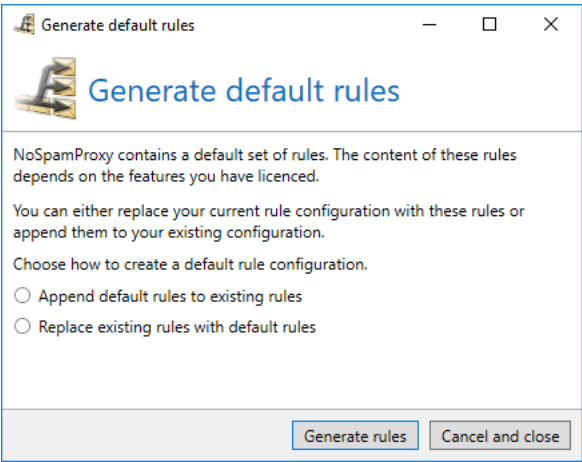 Generate default rules
Generate default rules
NoSpamProxy contains a default set of rules. The content of these rules
depends on the features you have licenced.
You can either replace your current rule configuration with these rules or
append them to your existing configuration.
Choose how to create a default rule configuration.
Append default rules to existing rules
Replace existing rules with default rules
Generate rules
Cancel and close